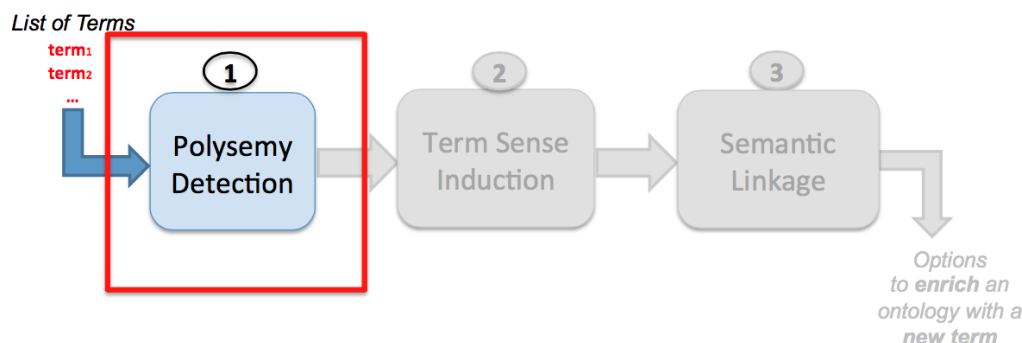 List of Terms
term1
term2
...
1
Polysemy
Detection
2
Term Sense
Induction
3
Semantic
Linkage
Options
to enrich an
ontology with a
new term